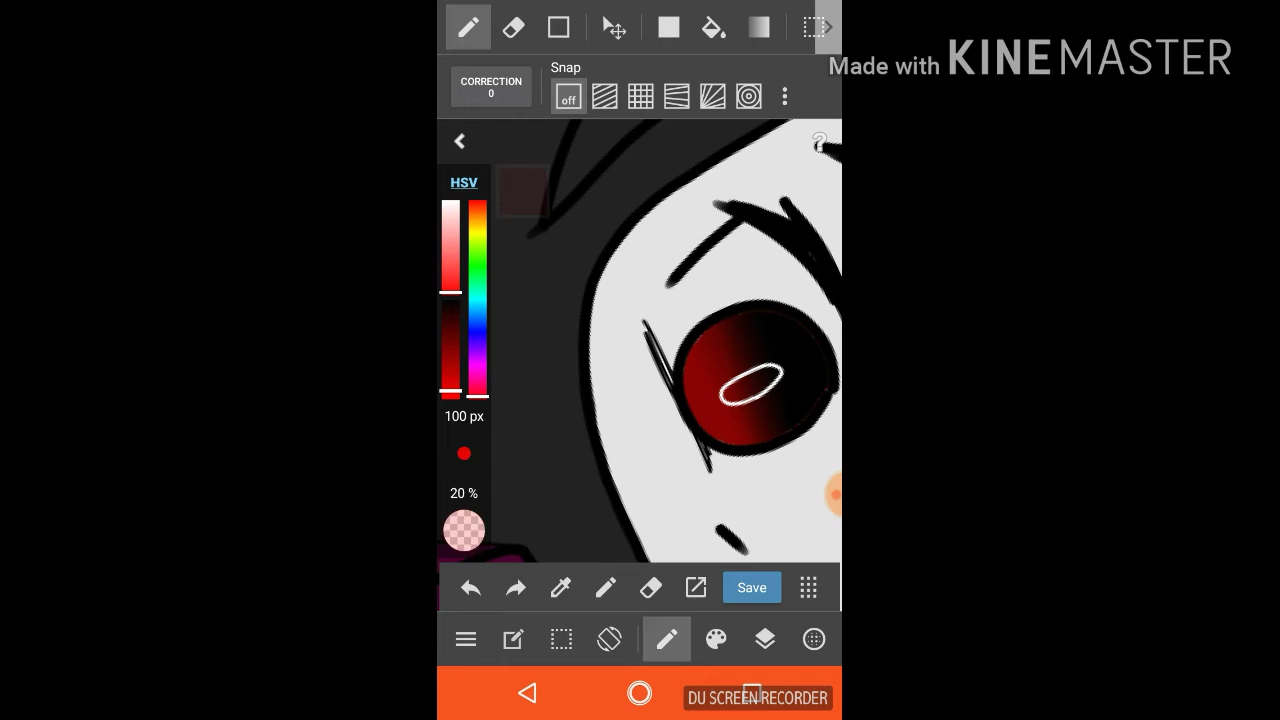 Made with KINEMASTER
CORRECTION
0
Snap
off
?
HSV
100 px
20 %
Save
DU SCREEN RECORDER